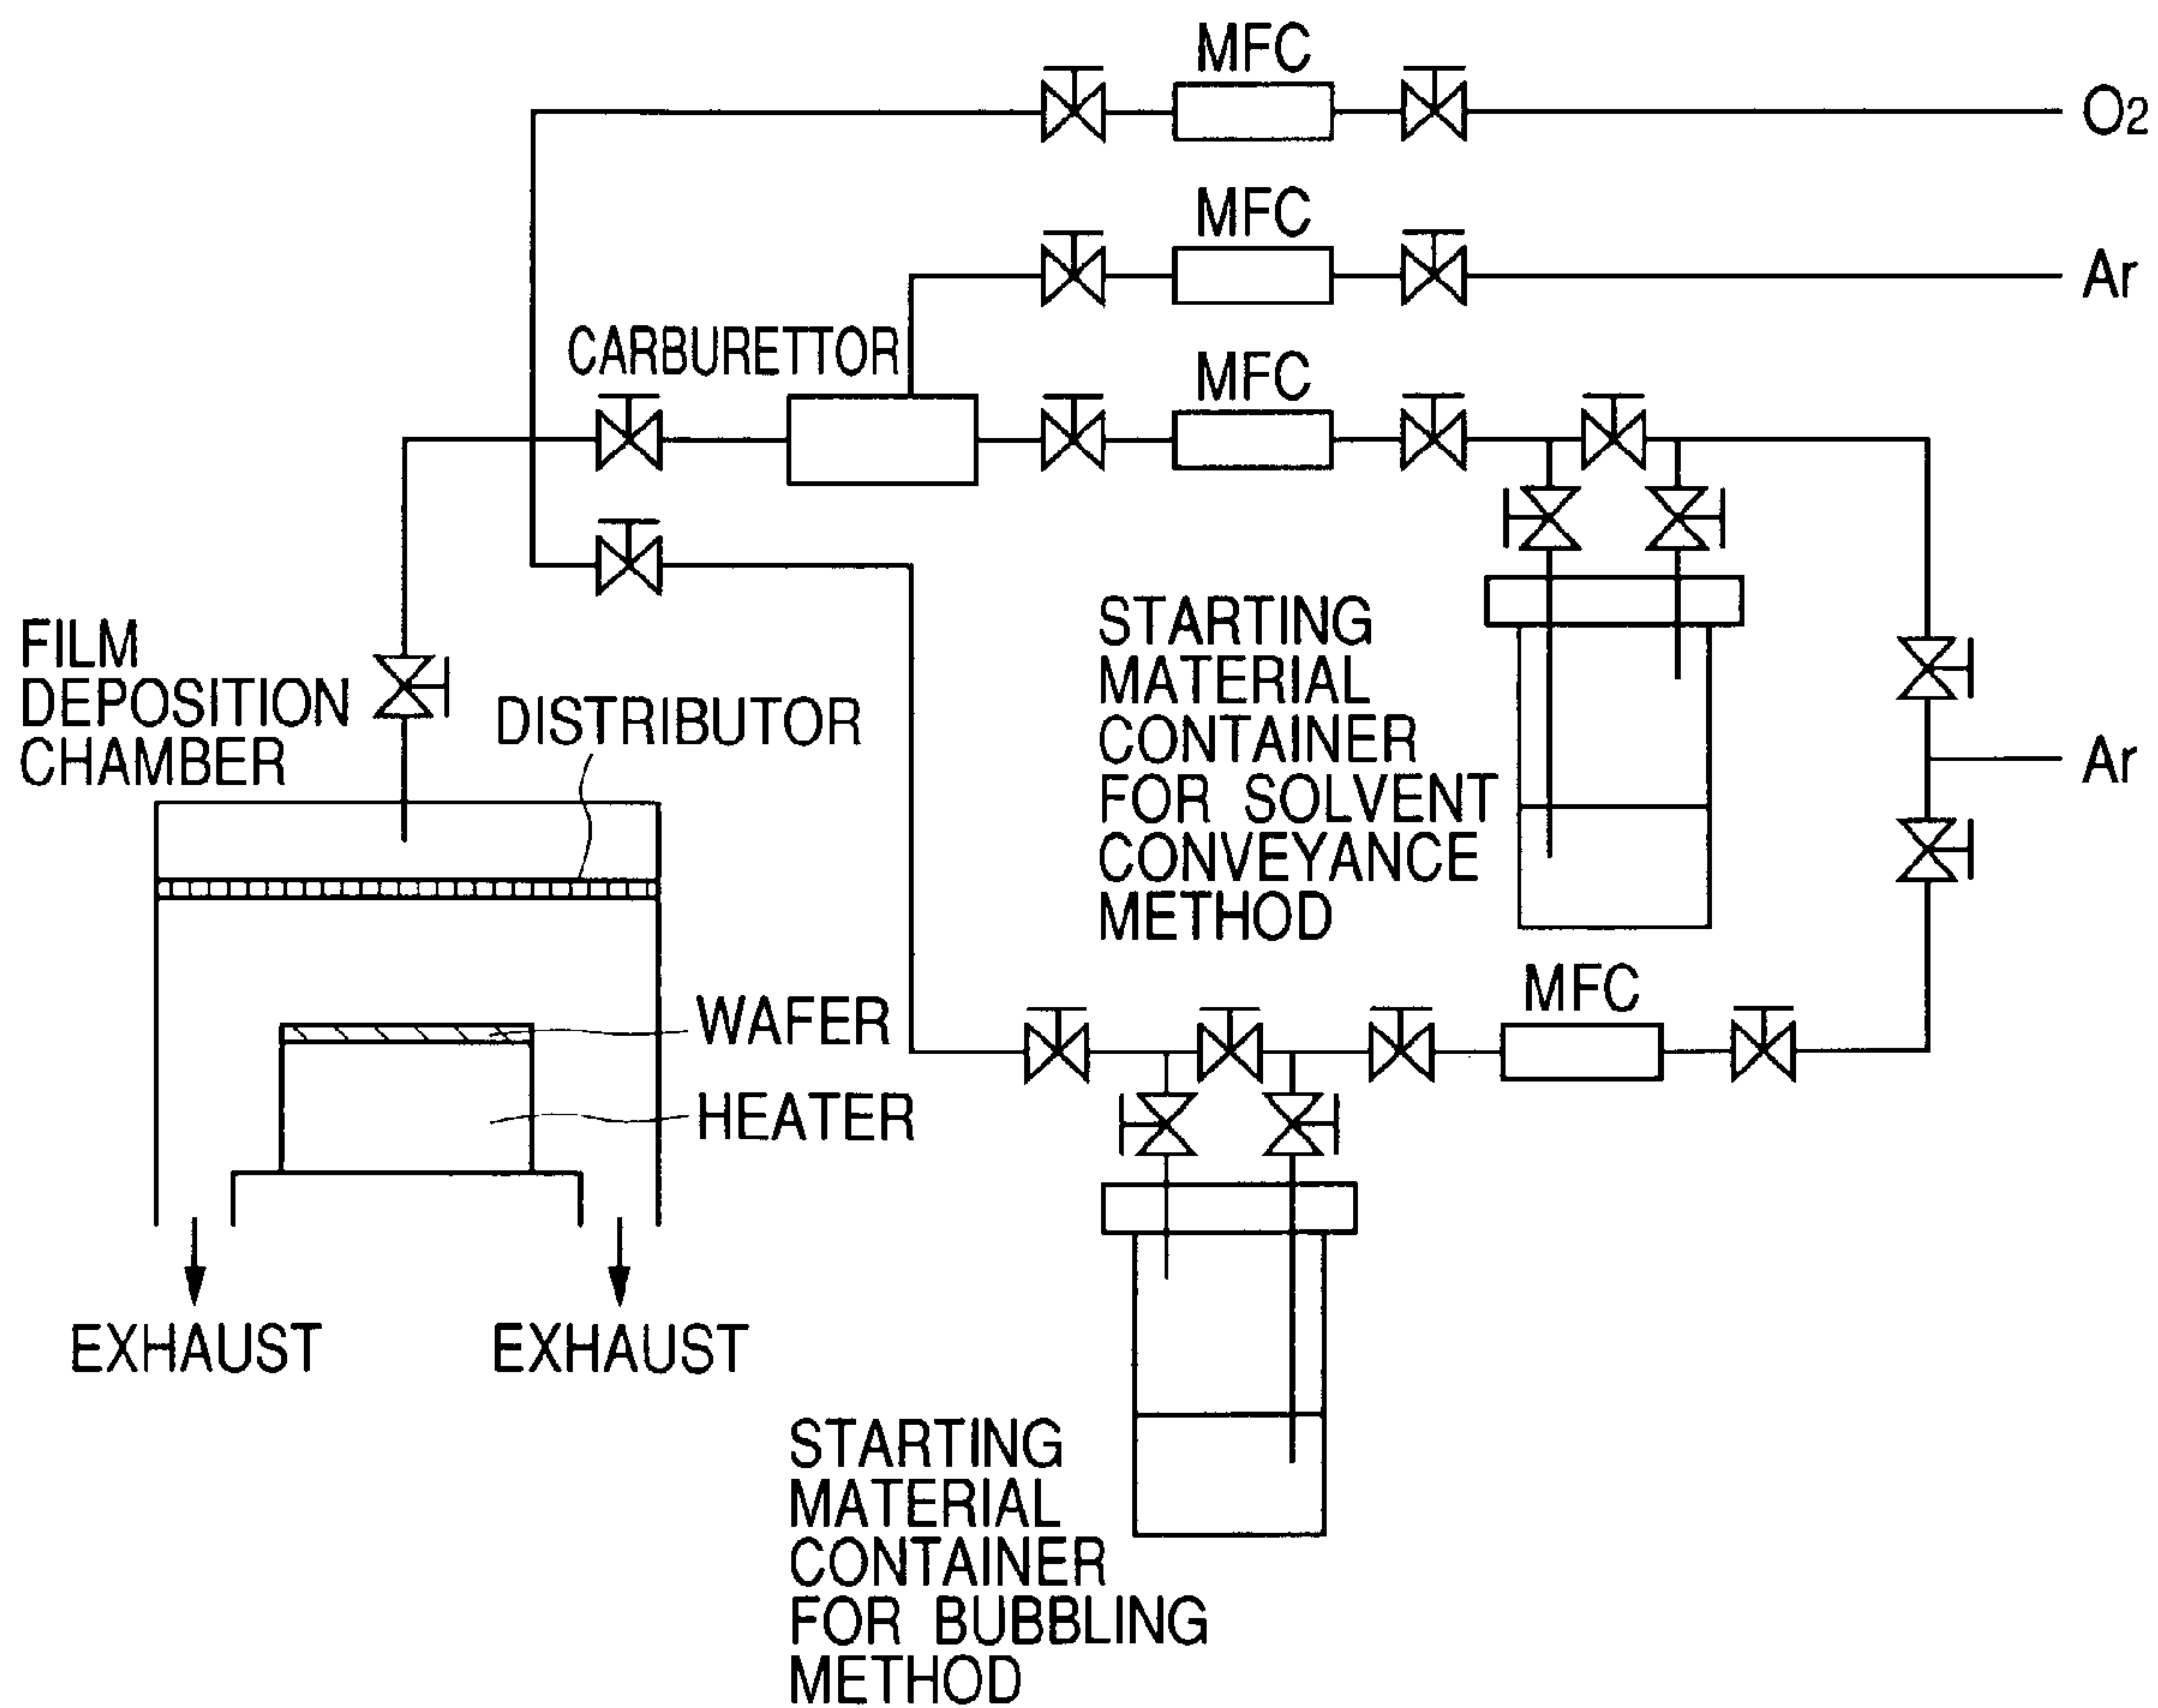 MFC
O2
MFC
Ar
CARBURETTOR
MFC
FILM
DEPOSITION
CHAMBER
DISTRIBUTOR
STARTING
MATERIAL
CONTAINER
FOR SOLVENT
CONVEYANCE
METHOD
Ar
MFC
WAFER
HEATER
EXHAUST
EXHAUST
STARTING
MATERIAL
CONTAINER
FOR BUBBLING
METHOD